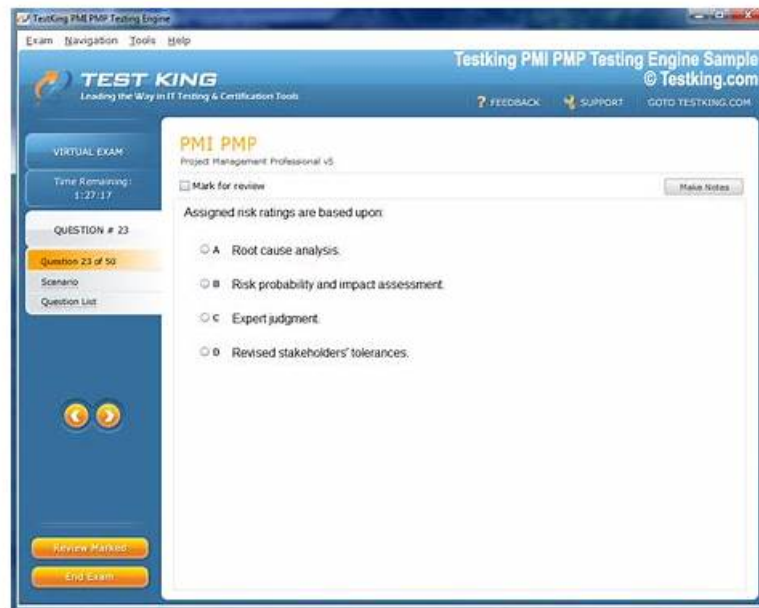 TestKing PMI PMP Testing Engine
Exam Navigation Tools Help
Testking PMI PMP Testing Engine Sample
© Testking.com
TEST KING
Leading the Way in IT Testing & Certification Tools
? FEEDBACK SUPPORT GOTO TESTKING.COM
VIRTUAL EXAM
Time Remaining:
1:27:17
QUESTION # 23
Question 23 of 50
Scenario
Question List
Review Marked
End Exam
PMI PMP
Project Management Professional v5
Mark for review
Make Notes
Assigned risk ratings are based upon:
A Root cause analysis.
B Risk probability and impact assessment.
C Expert judgment.
D Revised stakeholders' tolerances.